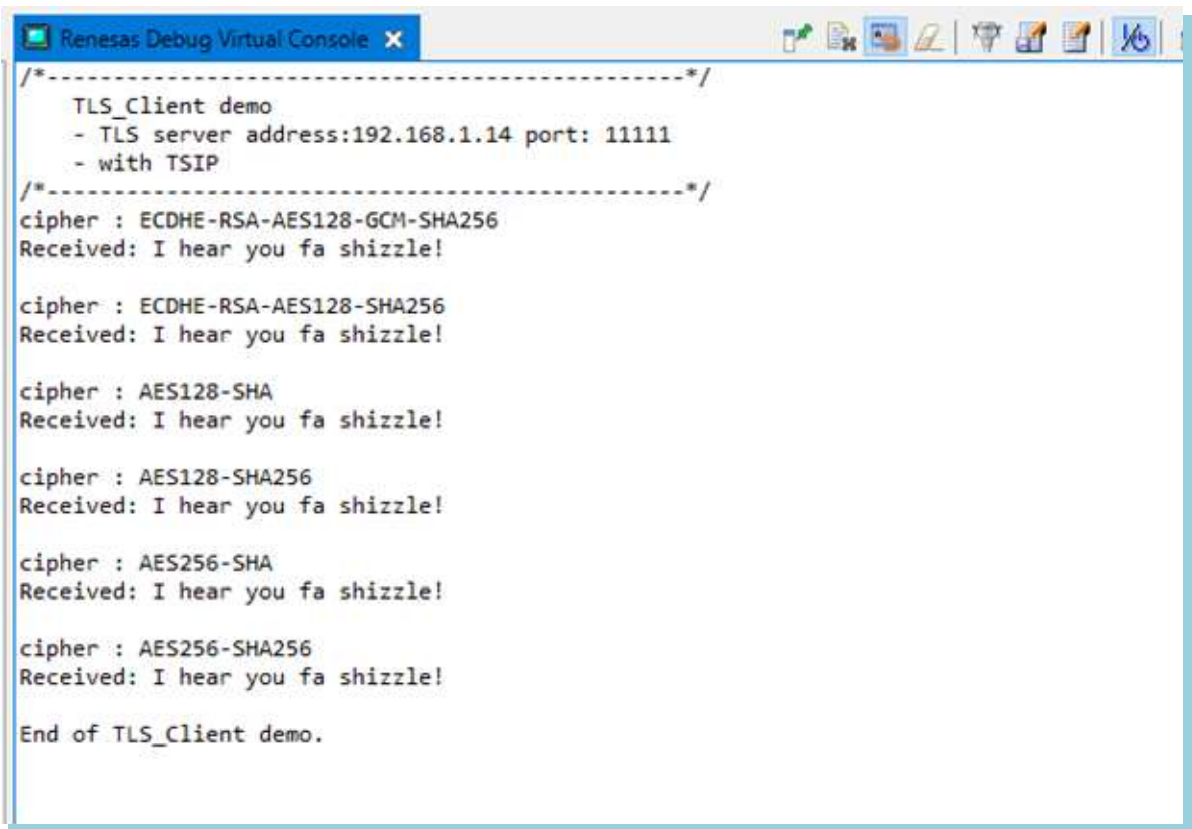 Renesas Debug Virtual Console
/*------------------------------------------------*/
TLS_Client demo
- TLS server address:192.168.1.14 port: 11111
- with TSIP
/*------------------------------------------------*/
cipher : ECDHE-RSA-AES128-GCM-SHA256
Received: I hear you fa shizzle!
cipher : ECDHE-RSA-AES128-SHA256
Received: I hear you fa shizzle!
cipher : AES128-SHA
Received: I hear you fa shizzle!
cipher : AES128-SHA256
Received: I hear you fa shizzle!
cipher : AES256-SHA
Received: I hear you fa shizzle!
cipher : AES256-SHA256
Received: I hear you fa shizzle!
End of TLS_Client demo.